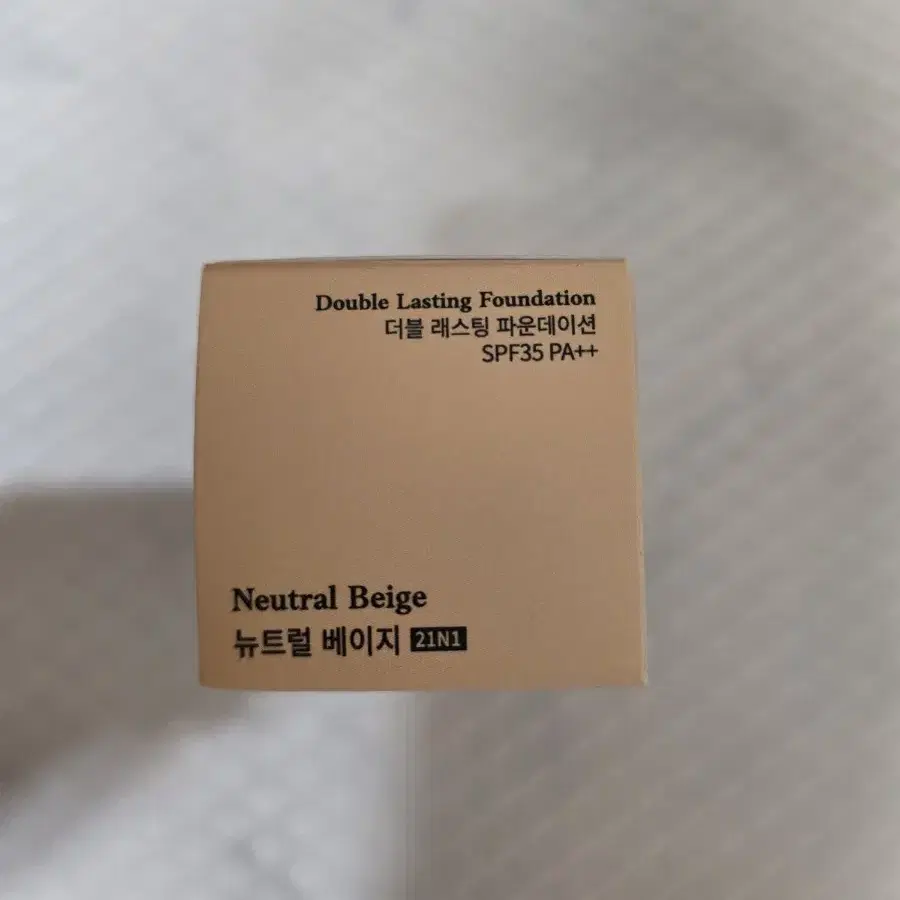 Double Lasting Foundation
더블 래스팅 파운데이션
SPF35 PA++
Neutral Beige
뉴트럴 베이지 21N1